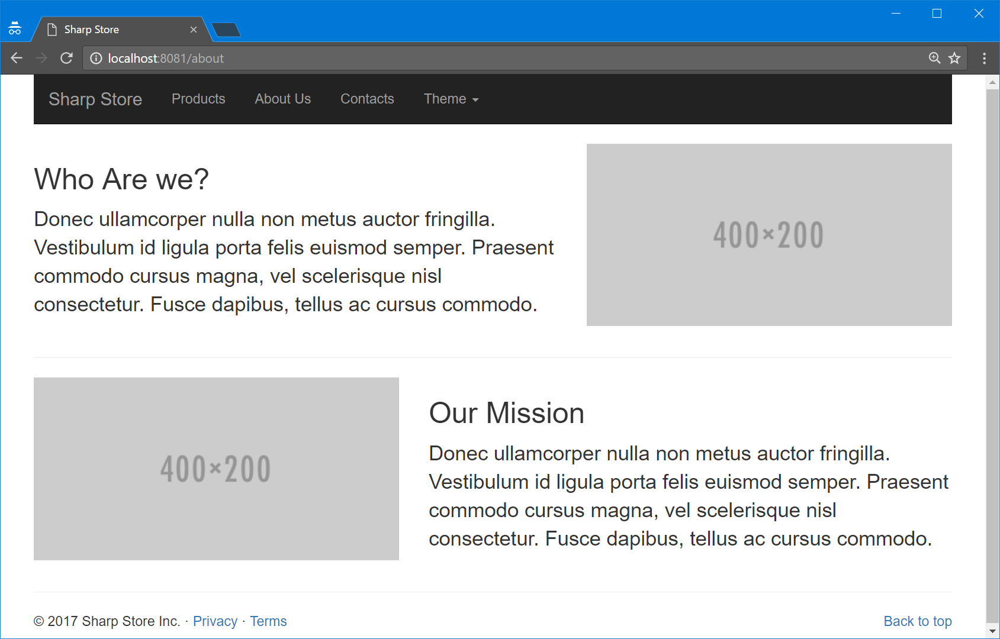 Sharp Store
localhost:8081/about
Sharp Store Products About Us Contacts Theme
Who Are we?
Donec ullamcorper nulla non metus auctor fringilla.
Vestibulum id ligula porta felis euismod semper. Praesent
commodo cursus magna, vel scelerisque nisl
consectetur. Fusce dapibus, tellus ac cursus commodo.
400×200
400×200
Our Mission
Donec ullamcorper nulla non metus auctor fringilla.
Vestibulum id ligula porta felis euismod semper. Praesent
commodo cursus magna, vel scelerisque nisl
consectetur. Fusce dapibus, tellus ac cursus commodo.
© 2017 Sharp Store Inc. · Privacy · Terms
Back to top